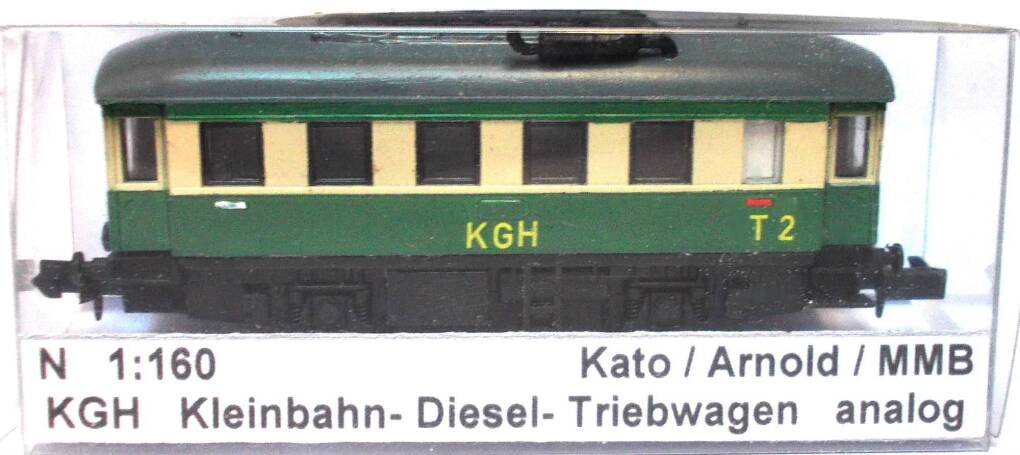 KGH T 2
N 1:160 Kato / Arnold / MMB
KGH Kleinbahn- Diesel- Triebwagen analog